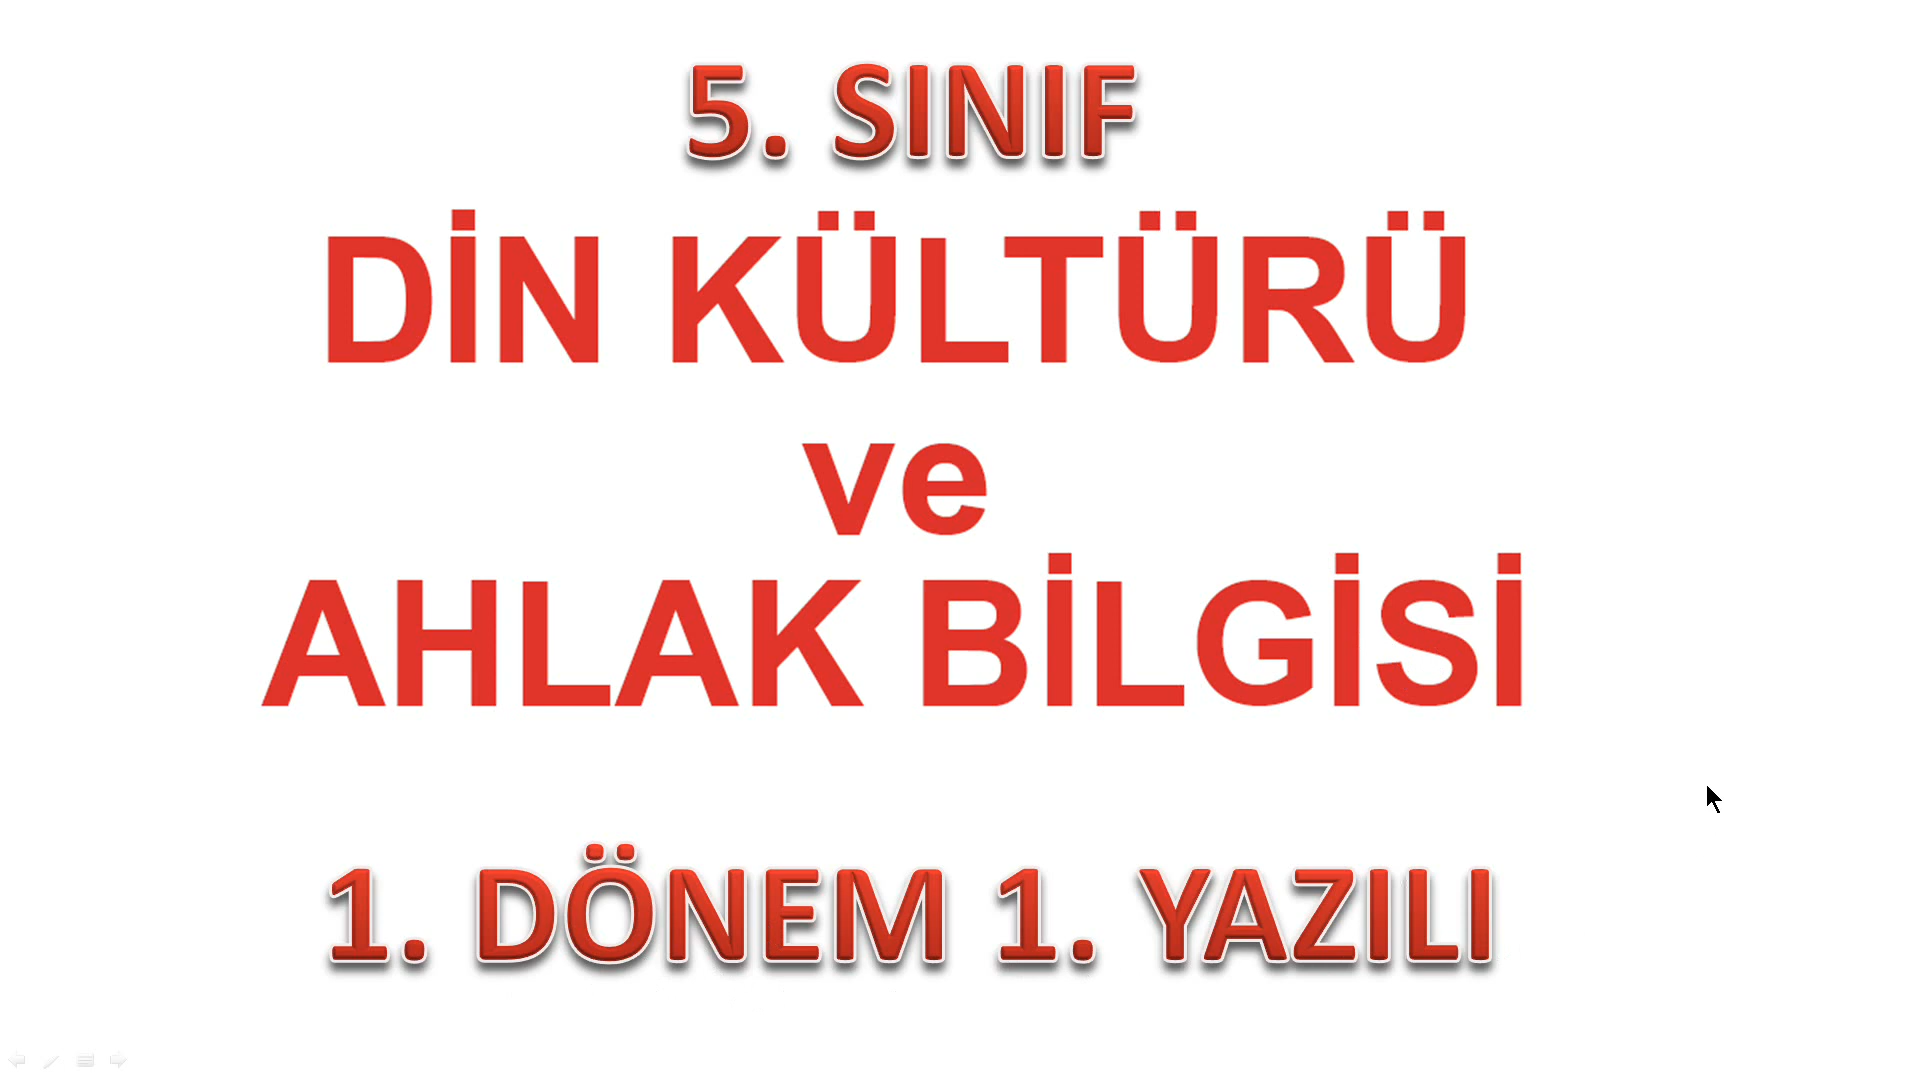 5. SINIF
DİN KÜLTÜRÜ
ve
AHLAK BİLGİSİ
1. DÖNEM 1. YAZILI